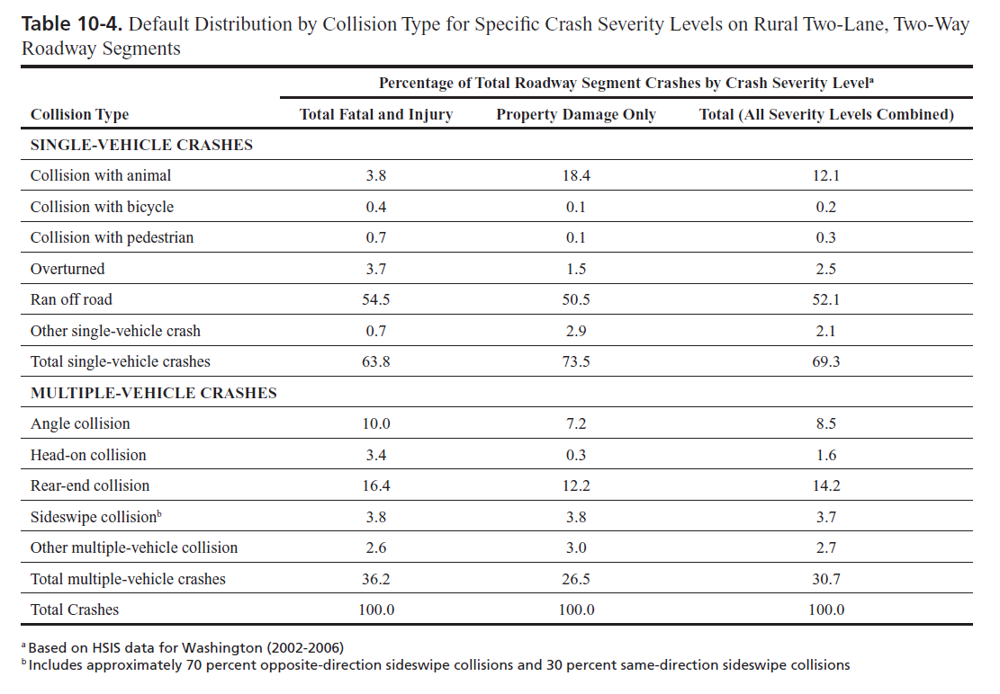 Table 10-4. Default Distribution by Collision Type for Specific Crash Severity Levels on Rural Two-Lane, Two-Way
Roadway Segments
Percentage of Total Roadway Segment Crashes by Crash Severity Levelᵃ
Collision Type Total Fatal and Injury Property Damage Only Total (All Severity Levels Combined)
SINGLE-VEHICLE CRASHES
Collision with animal 3.8 18.4 12.1
Collision with bicycle 0.4 0.1 0.2
Collision with pedestrian 0.7 0.1 0.3
Overturned 3.7 1.5 2.5
Ran off road 54.5 50.5 52.1
Other single-vehicle crash 0.7 2.9 2.1
Total single-vehicle crashes 63.8 73.5 69.3
MULTIPLE-VEHICLE CRASHES
Angle collision 10.0 7.2 8.5
Head-on collision 3.4 0.3 1.6
Rear-end collision 16.4 12.2 14.2
Sideswipe collisionᵇ 3.8 3.8 3.7
Other multiple-vehicle collision 2.6 3.0 2.7
Total multiple-vehicle crashes 36.2 26.5 30.7
Total Crashes 100.0 100.0 100.0
ᵃ Based on HSIS data for Washington (2002-2006)
ᵇ Includes approximately 70 percent opposite-direction sideswipe collisions and 30 percent same-direction sideswipe collisions